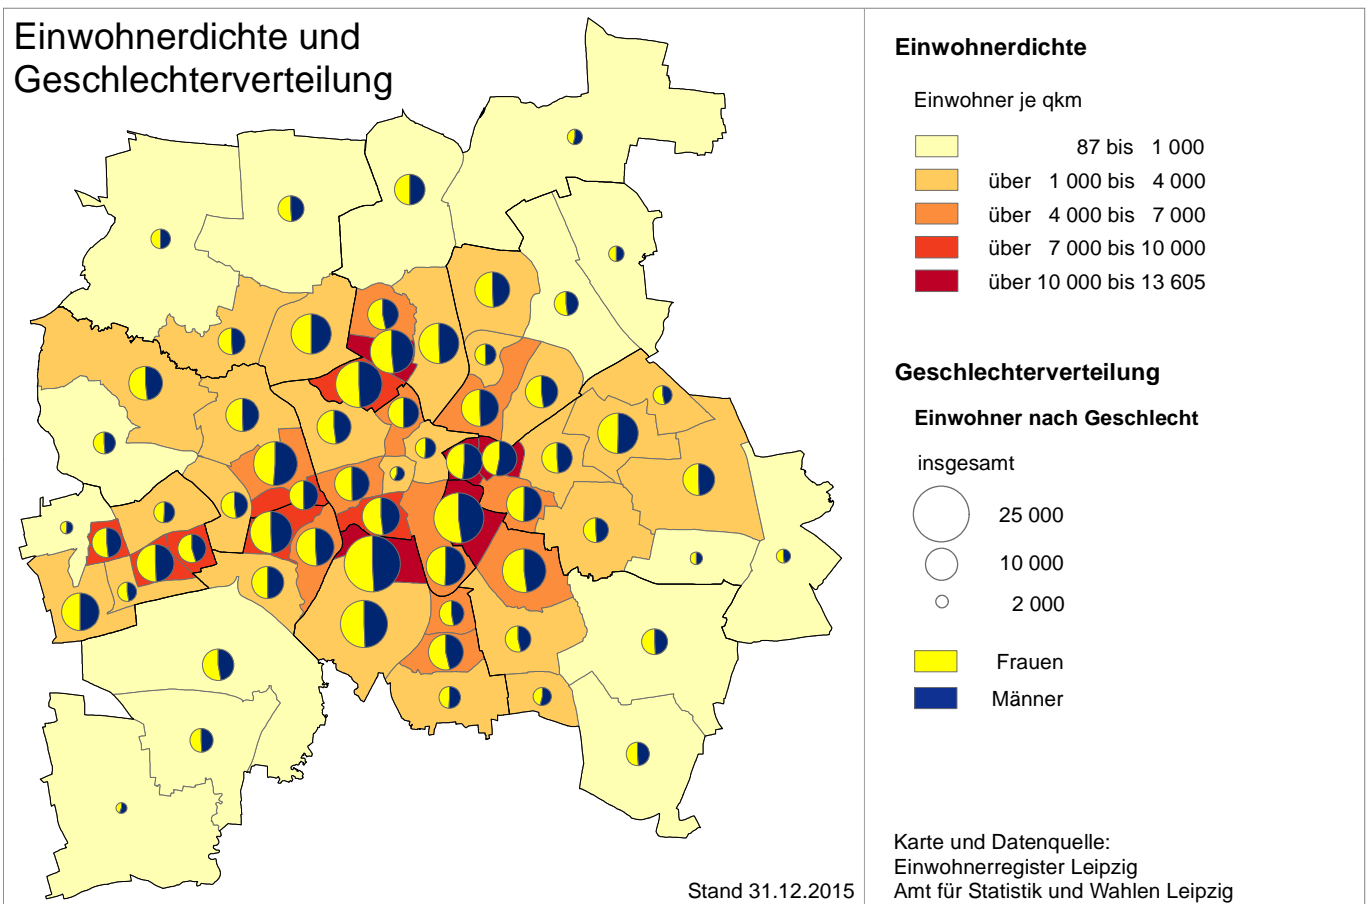 Einwohnerdichte und
Geschlechterverteilung
Stand 31.12.2015
Einwohnerdichte
Einwohner je qkm
87 bis 1 000
über 1 000 bis 4 000
über 4 000 bis 7 000
über 7 000 bis 10 000
über 10 000 bis 13 605
Geschlechterverteilung
Einwohner nach Geschlecht
insgesamt
25 000
10 000
2 000
Frauen
Männer
Karte und Datenquelle:
Einwohnerregister Leipzig
Amt für Statistik und Wahlen Leipzig